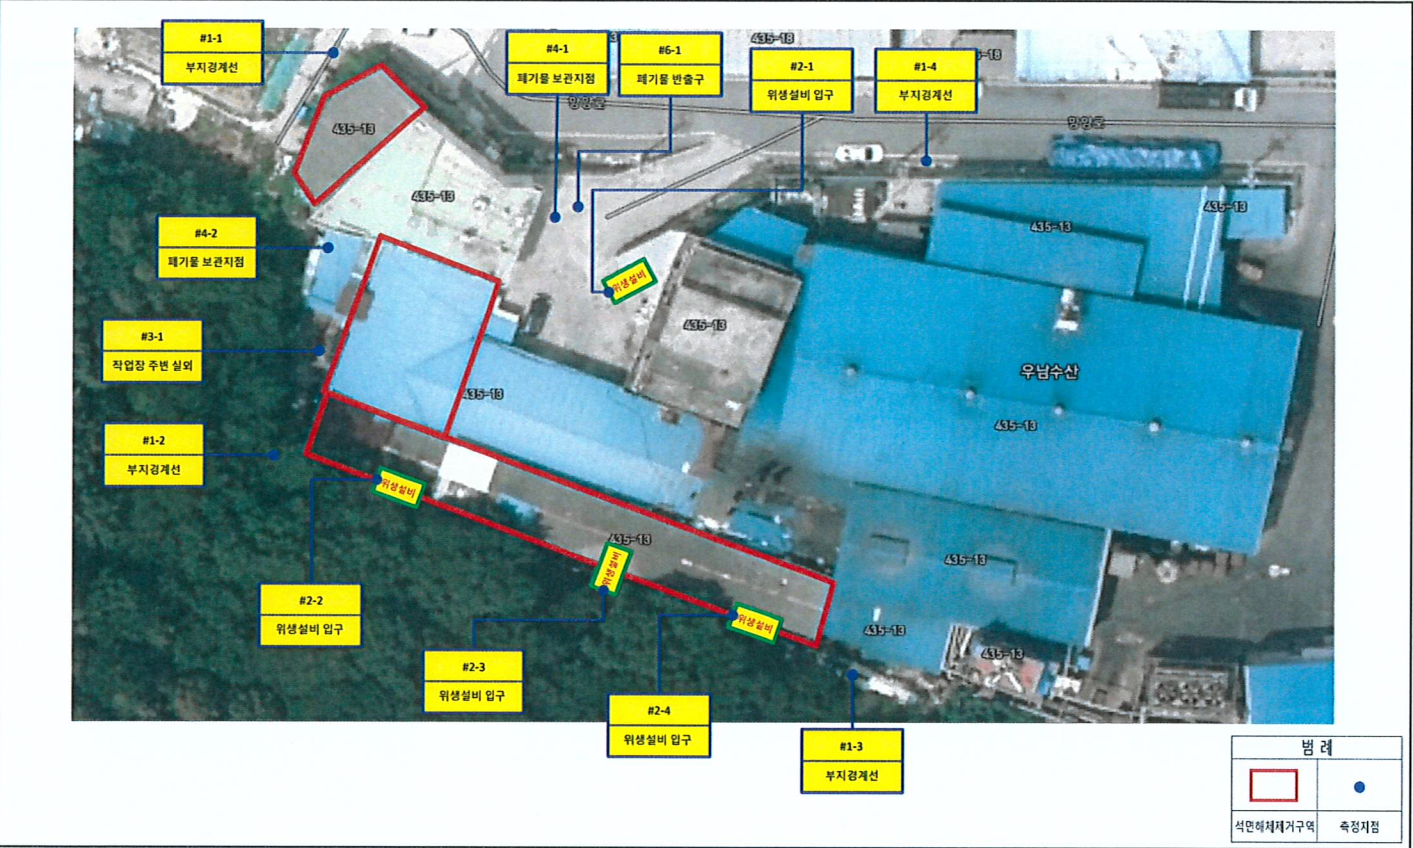 #1-1
부지경계선
#4-1
폐기물 보관지점
#6-1
폐기물 반출구
435-18
#2-1
위생설비 입구
#1-4
부지경계선
5-18
435-13
435-13
435-13
435-13
#4-2
폐기물 보관지점
위생설비
435-13
#3-1
작업장 주변 실외
435-13
우남수산
435-13
#1-2
부지경계선
위생설비
435-13
위생설비
435-13
위생설비
435-13
435-13
#2-2
위생설비 입구
#2-3
위생설비 입구
#2-4
위생설비 입구
#1-3
부지경계선
범 례
석면해체제거구역
측정지점